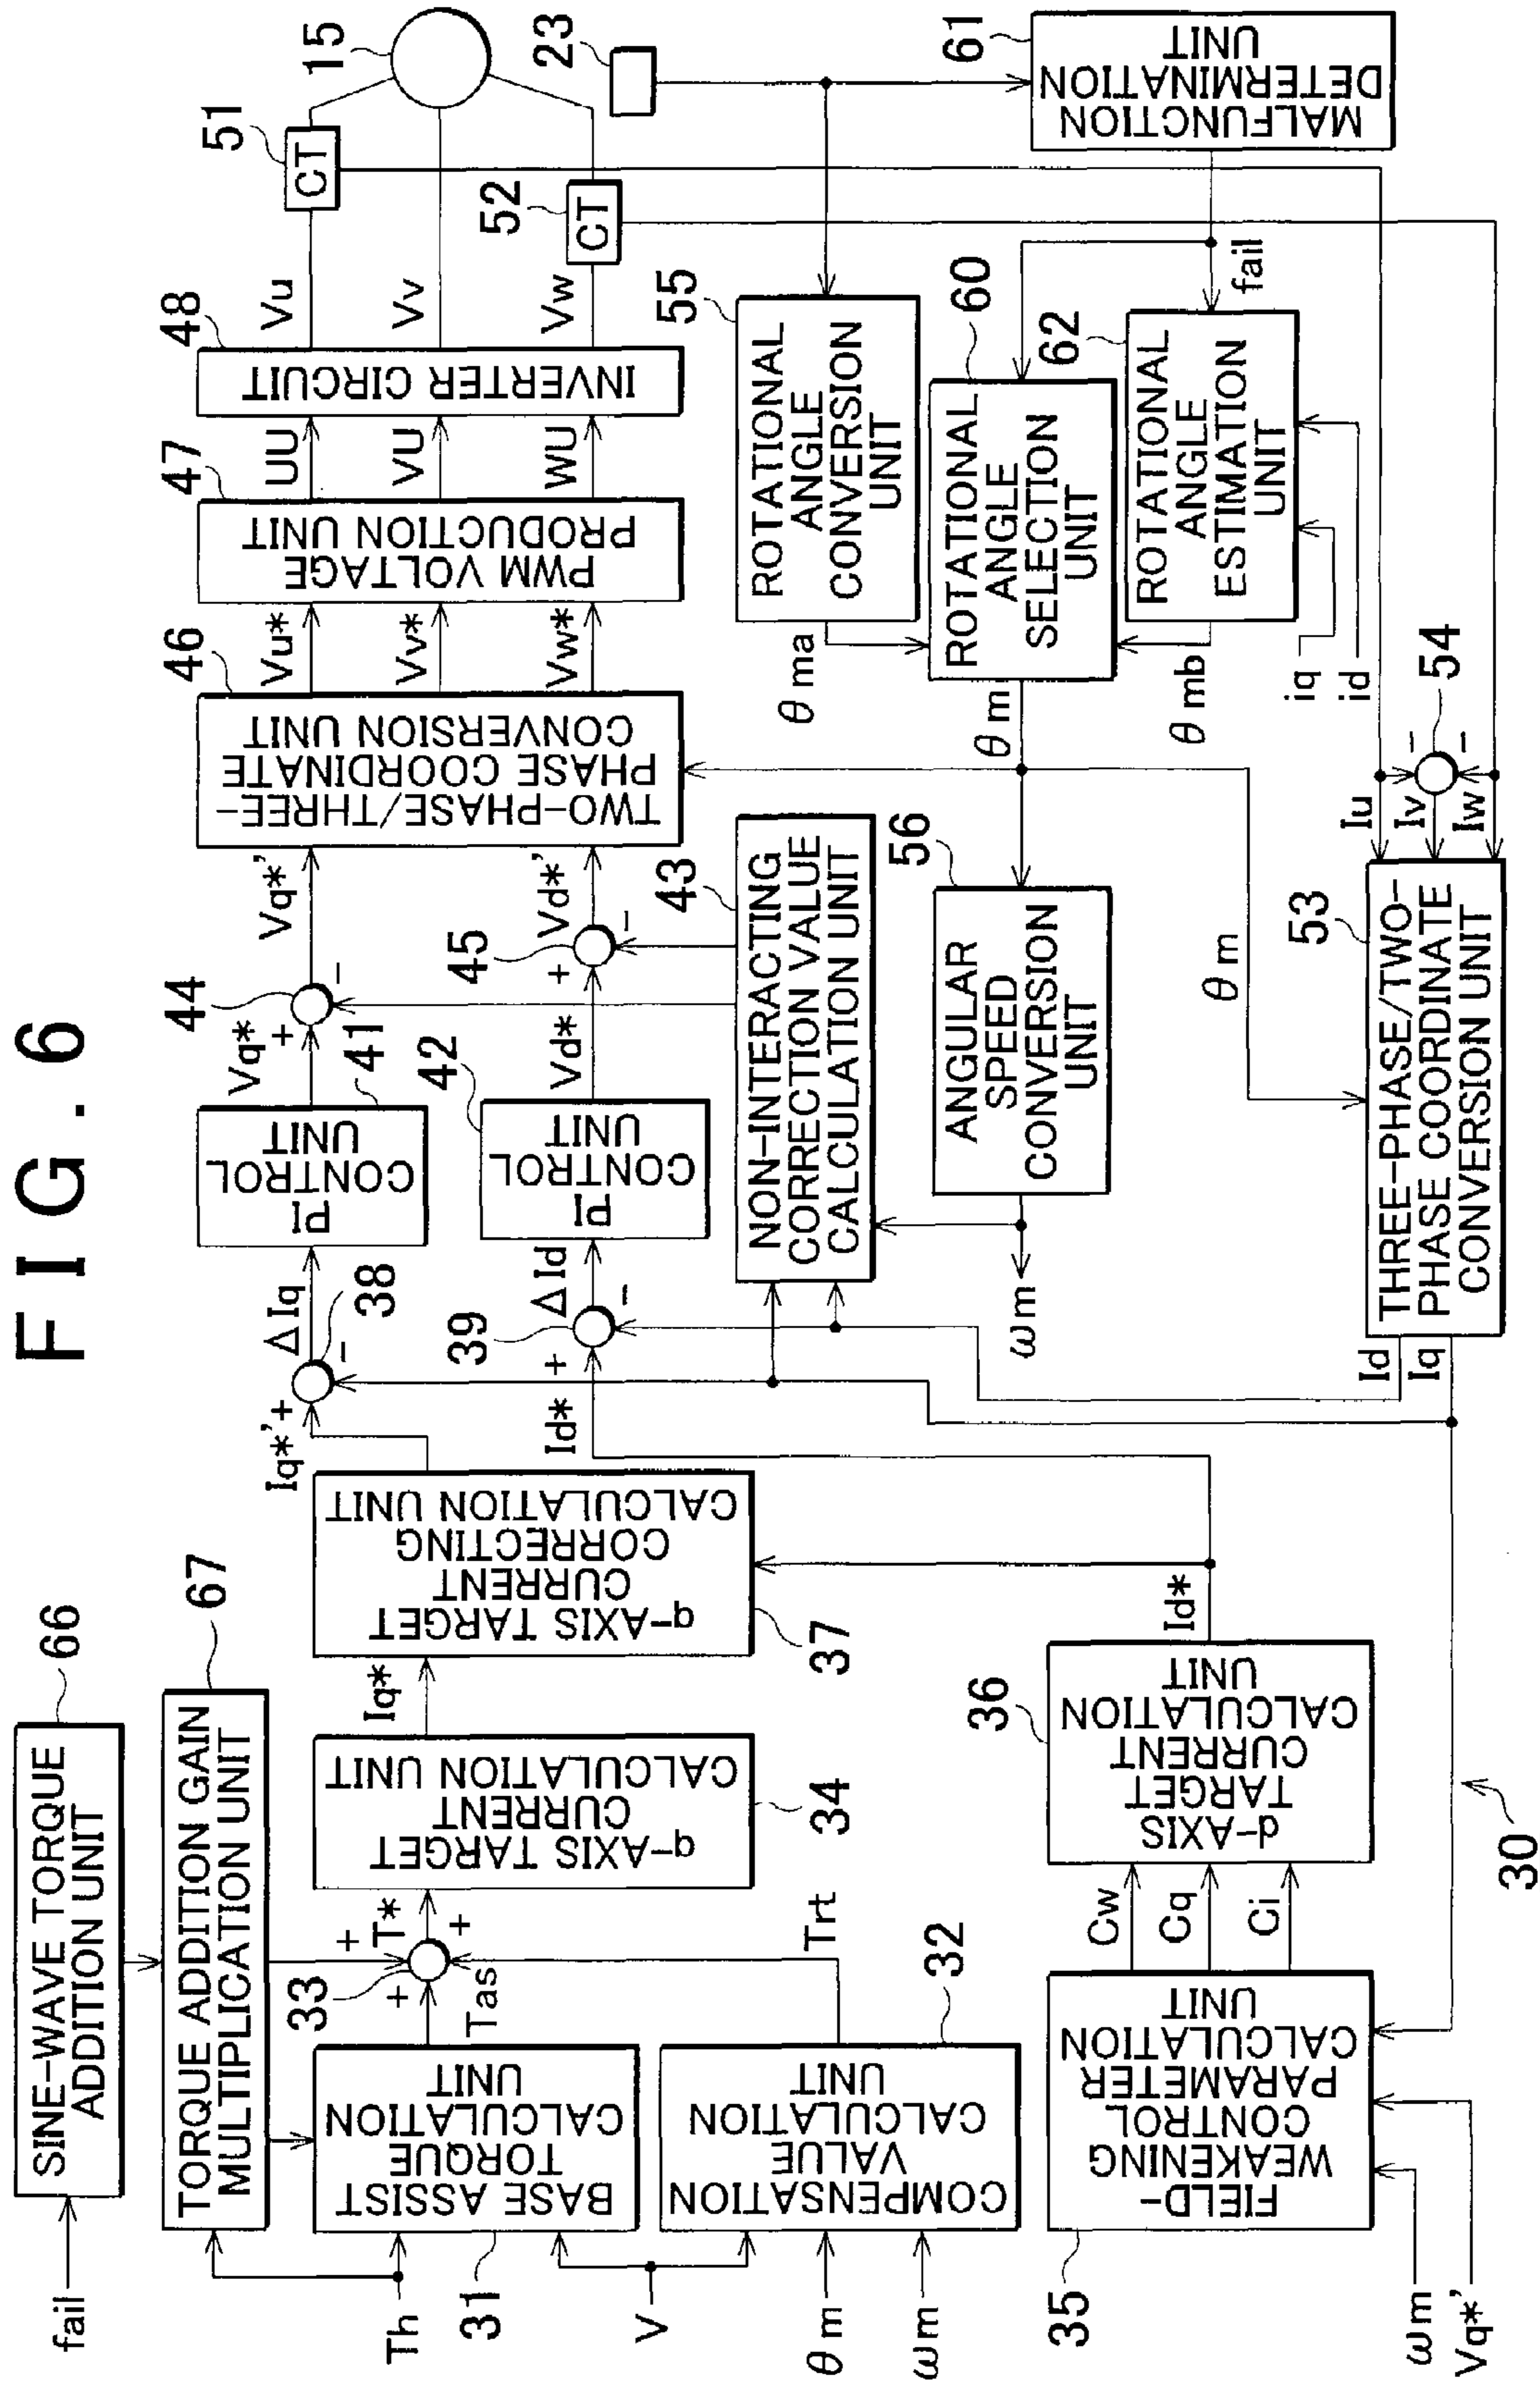 FIG. 6
fail
SINE-WAVE TORQUE
ADDITION UNIT
66
TORQUE ADDITION GAIN
MULTIPLICATION UNIT
67
Th
BASE ASSIST
TORQUE
CALCULATION
UNIT
31
V
θm
ωm
COMPENSATION
VALUE
CALCULATION
UNIT
32
Tas
Trt
33
+
+
+
T*
q-AXIS TARGET
CURRENT
CALCULATION UNIT
34
Iq*
q-AXIS TARGET
CURRENT
CORRECTING
CALCULATION UNIT
37
Iq*'
+
-
38
ΔIq
PI
CONTROL
UNIT
41
Vq*
+
-
44
Vq*'
ωm
Vq*'
FIELD-
WEAKENING
CONTROL
PARAMETER
CALCULATION
UNIT
35
Cw
Cq
Ci
d-AXIS
TARGET
CURRENT
CALCULATION
UNIT
36
Id*
30
Id*
+
-
39
ΔId
PI
CONTROL
UNIT
42
Vd*
+
-
45
Vd*'
NON-INTERACTING
CORRECTION VALUE
CALCULATION UNIT
43
TWO-PHASE/THREE-
PHASE COORDINATE
CONVERSION UNIT
46
Vu*
Vv*
Vw*
PWM VOLTAGE
PRODUCTION UNIT
47
UU
VU
WU
INVERTER CIRCUIT
48
Vu
Vv
Vw
CT
51
CT
52
15
23
ωm
ANGULAR
SPEED
CONVERSION
UNIT
56
θm
θm
θma
θmb
ROTATIONAL
ANGLE
CONVERSION
UNIT
55
ROTATIONAL
ANGLE
SELECTION
UNIT
60
ROTATIONAL
ANGLE
ESTIMATION
UNIT
62
iq
id
fail
MALFUNCTION
DETERMINATION
UNIT
61
Id
Iq
THREE-PHASE/TWO-
PHASE COORDINATE
CONVERSION UNIT
53
Iu
Iv
Iw
-
-
54